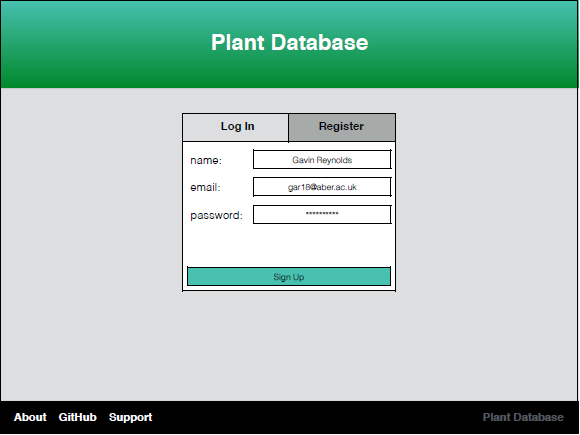 Plant Database
Log In Register
name: Gavin Reynolds
email: gar18@aber.ac.uk
password: **********
Sign Up
About GitHub Support Plant Database